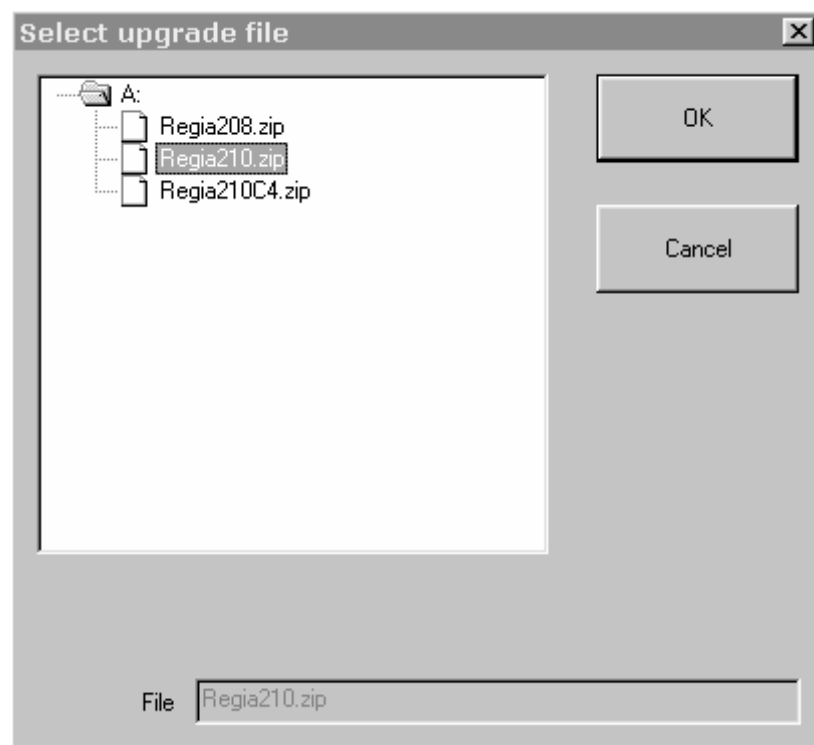 Select upgrade file
A:
Regia208.zip
Regia210.zip
Regia210C4.zip
OK
Cancel
File Regia210.zip